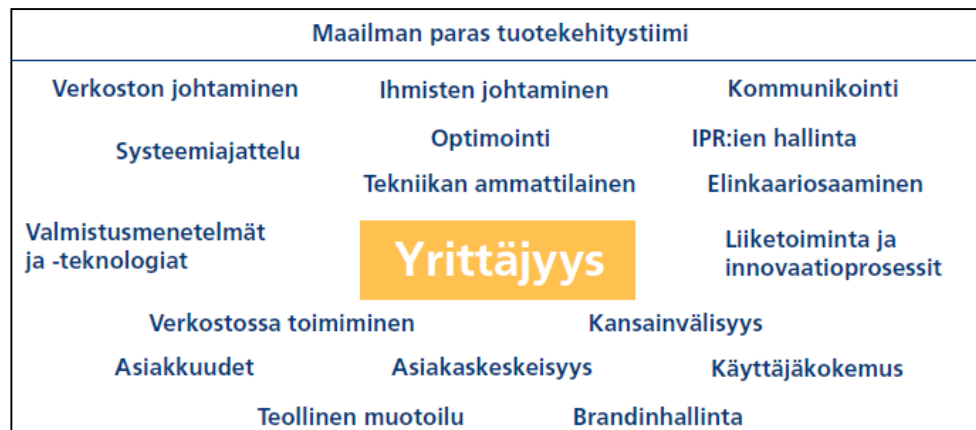 Maailman paras tuotekehitystiimi
Verkoston johtaminen
Ihmisten johtaminen
Kommunikointi
Systeemiajattelu
Optimointi
IPR:ien hallinta
Tekniikan ammattilainen
Elinkaariosaaminen
Valmistusmenetelmät
ja -teknologiat
Yrittäjyys
Liiketoiminta ja
innovaatioprosessit
Verkostossa toimiminen
Kansainvälisyys
Asiakkuudet
Asiakaskeskeisyys
Käyttäjäkokemus
Teollinen muotoilu
Brandinhallinta